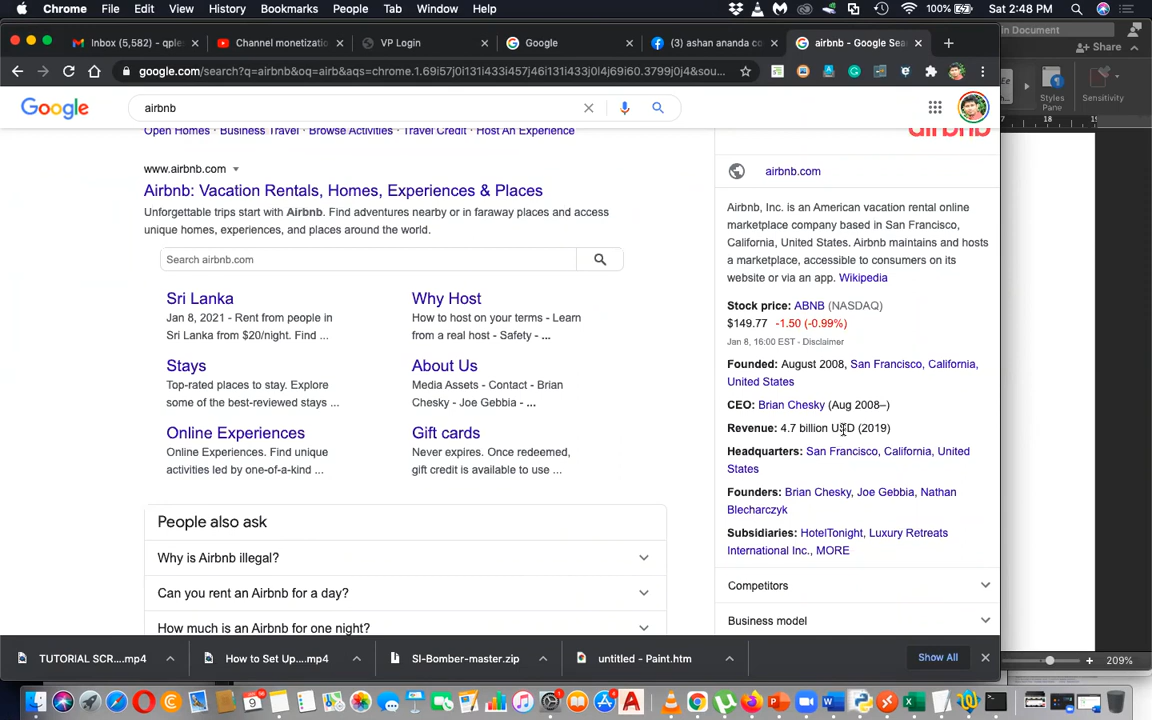 Chrome File Edit View History Bookmarks People Tab Window Help
100% Sat 2:48 PM
in Document
Inbox (5,582) - qples
Channel monetizatio
VP Login
Google
(3) ashan ananda co
airbnb - Google Sea
Share
google.com/search?q=airbnb&oq=airb&aqs=chrome.1.69i57j0i131i433i457j46i131i433j0l4j69i60.3799j0j4&sou...
Styles
Pane
Sensitivity
Google
airbnb
17 18 19
Open Homes · Business Travel · Browse Activities · Travel Credit · Host An Experience
airbnb
www.airbnb.com
Airbnb: Vacation Rentals, Homes, Experiences & Places
Unforgettable trips start with Airbnb. Find adventures nearby or in faraway places and access
unique homes, experiences, and places around the world.
Search airbnb.com
Sri Lanka
Jan 8, 2021 - Rent from people in
Sri Lanka from $20/night. Find ...
Why Host
How to host on your terms - Learn
from a real host - Safety - ...
Stays
Top-rated places to stay. Explore
some of the best-reviewed stays ...
About Us
Media Assets - Contact - Brian
Chesky - Joe Gebbia - ...
Online Experiences
Online Experiences. Find unique
activities led by one-of-a-kind ...
Gift cards
Never expires. Once redeemed,
gift credit is available to use ...
People also ask
Why is Airbnb illegal?
Can you rent an Airbnb for a day?
How much is an Airbnb for one night?
airbnb.com
Airbnb, Inc. is an American vacation rental online
marketplace company based in San Francisco,
California, United States. Airbnb maintains and hosts
a marketplace, accessible to consumers on its
website or via an app. Wikipedia
Stock price: ABNB (NASDAQ)
$149.77 -1.50 (-0.99%)
Jan 8, 16:00 EST - Disclaimer
Founded: August 2008, San Francisco, California,
United States
CEO: Brian Chesky (Aug 2008–)
Revenue: 4.7 billion USD (2019)
Headquarters: San Francisco, California, United
States
Founders: Brian Chesky, Joe Gebbia, Nathan
Blecharczyk
Subsidiaries: HotelTonight, Luxury Retreats
International Inc., MORE
Competitors
Business model
TUTORIAL SCR....mp4
How to Set Up....mp4
SI-Bomber-master.zip
untitled - Paint.htm
Show All
209%